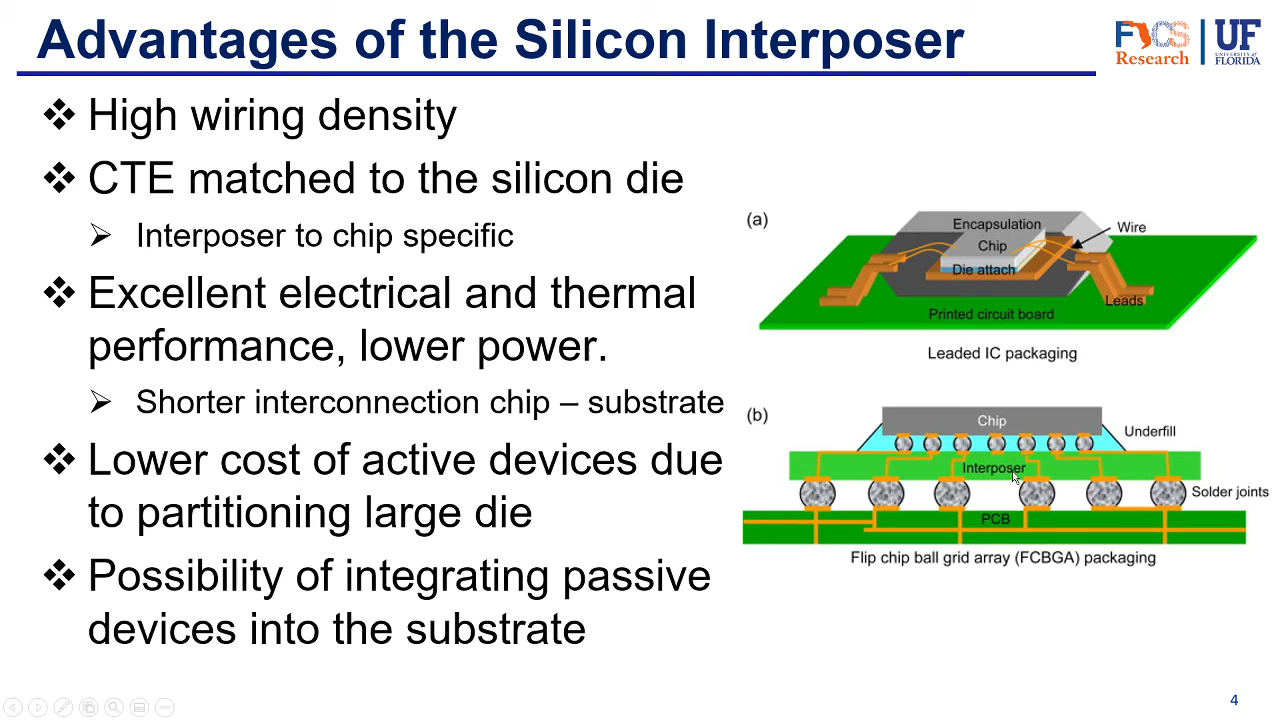 Advantages of the Silicon Interposer
FICS
Research
UF
UNIVERSITY of
FLORIDA
❖ High wiring density
❖ CTE matched to the silicon die
➢ Interposer to chip specific
❖ Excellent electrical and thermal
performance, lower power.
➢ Shorter interconnection chip – substrate
❖ Lower cost of active devices due
to partitioning large die
❖ Possibility of integrating passive
devices into the substrate
(a)
Encapsulation
Wire
Chip
Die attach
Leads
Printed circuit board
Leaded IC packaging
(b)
Chip
Underfill
Interposer
Solder joints
PCB
Flip chip ball grid array (FCBGA) packaging
4